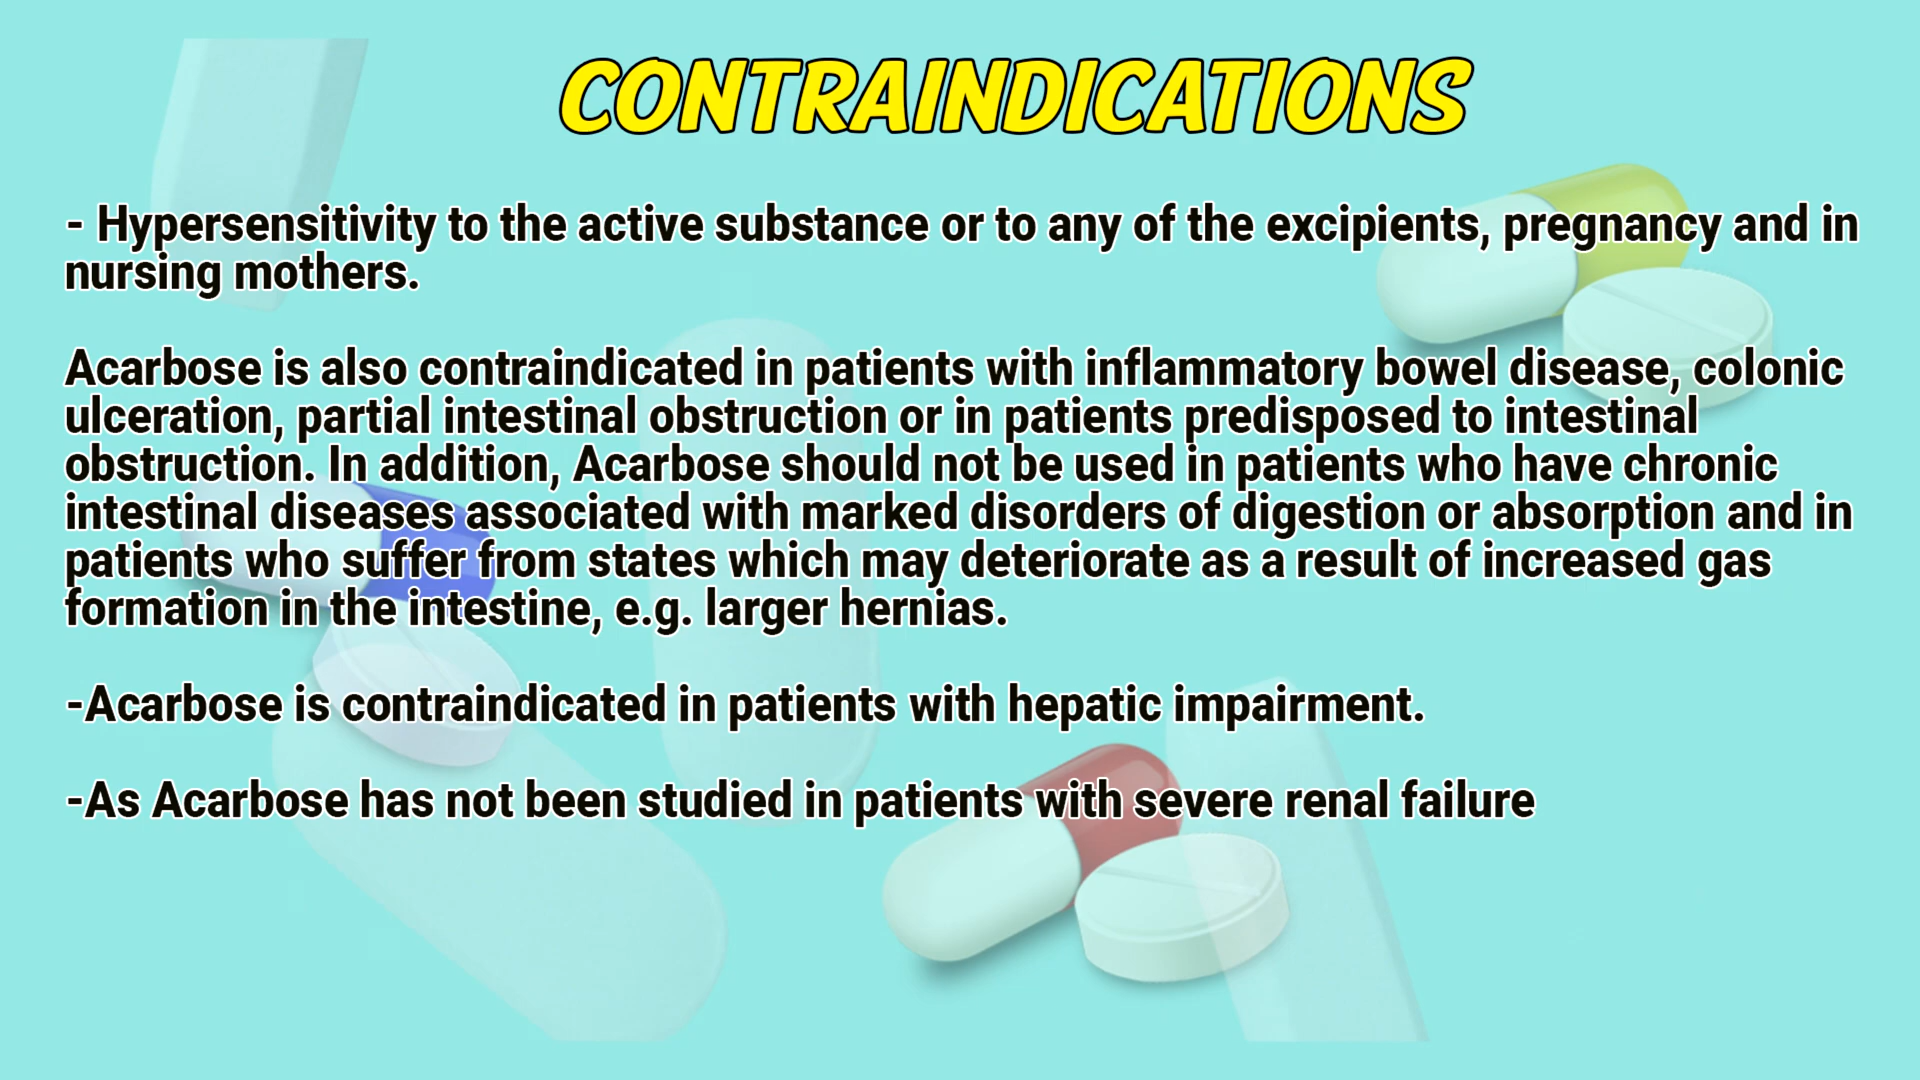 CONTRAINDICATIONS
- Hypersensitivity to the active substance or to any of the excipients, pregnancy and in
nursing mothers.
Acarbose is also contraindicated in patients with inflammatory bowel disease, colonic
ulceration, partial intestinal obstruction or in patients predisposed to intestinal
obstruction. In addition, Acarbose should not be used in patients who have chronic
intestinal diseases associated with marked disorders of digestion or absorption and in
patients who suffer from states which may deteriorate as a result of increased gas
formation in the intestine, e.g. larger hernias.
-Acarbose is contraindicated in patients with hepatic impairment.
-As Acarbose has not been studied in patients with severe renal failure